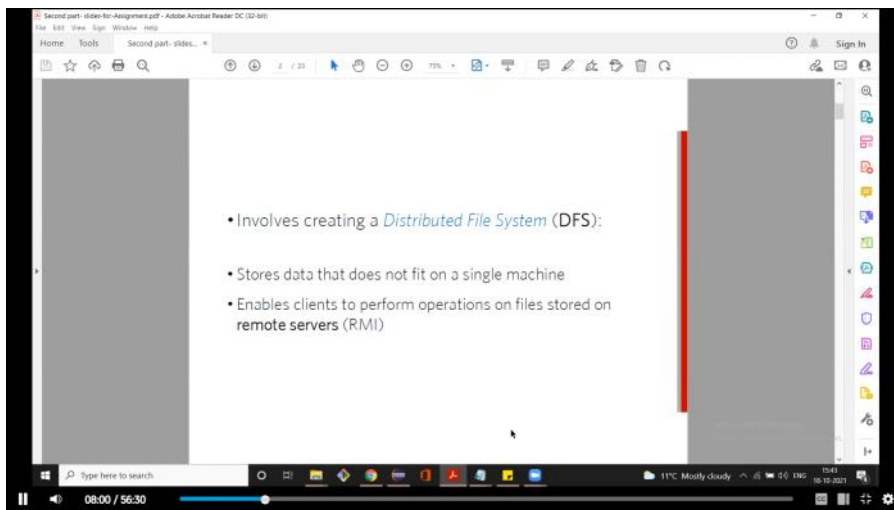 Second part- slides-for-Assignment.pdf - Adobe Acrobat Reader DC (32-bit)
File Edit View Sign Window Help
Home Tools Second part- slides... × Sign In
2 / 23 75%
• Involves creating a Distributed File System (DFS):
• Stores data that does not fit on a single machine
• Enables clients to perform operations on files stored on
remote servers (RMI)
Type here to search 11°C Mostly cloudy ENG 15:43
18-10-2021
08:00 / 56:30 CC